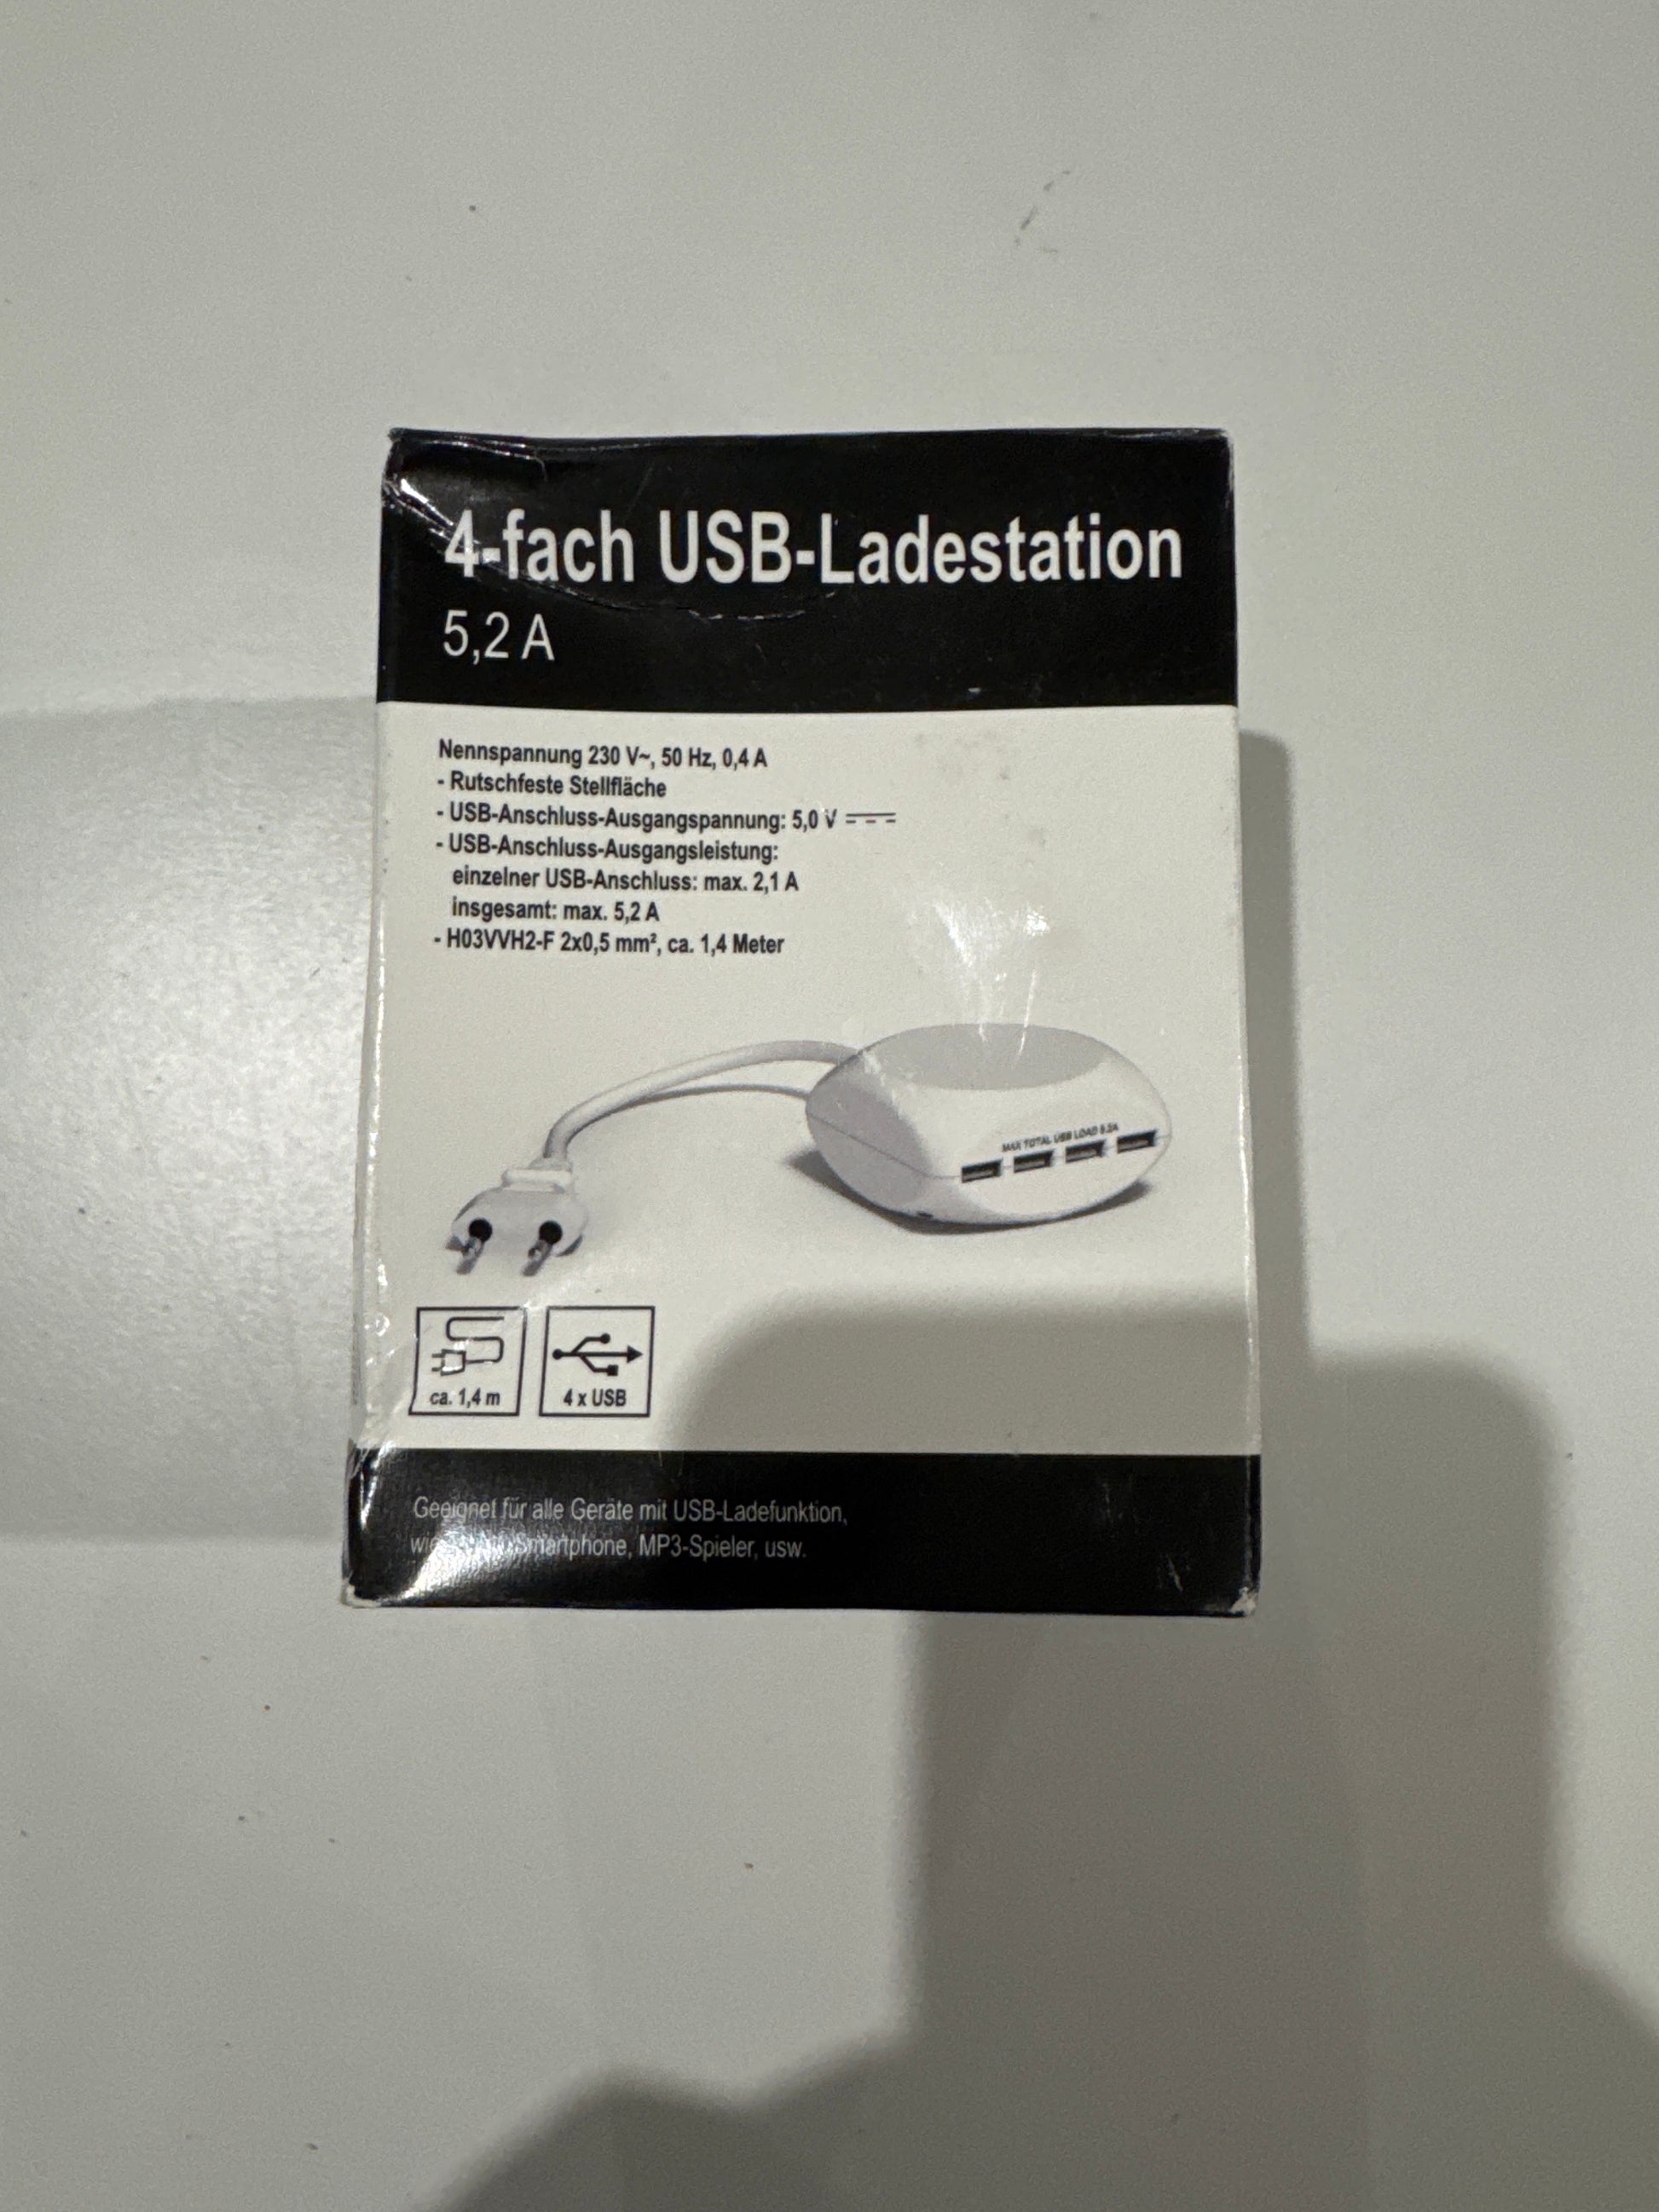 4-fach USB-Ladestation
5,2 A
Nennspannung 230 V~, 50 Hz, 0,4 A
- Rutschfeste Stellfläche
- USB-Anschluss-Ausgangspannung: 5,0 V
- USB-Anschluss-Ausgangsleistung:
einzelner USB-Anschluss: max. 2,1 A
insgesamt: max. 5,2 A
- H03VVH2-F 2x0,5 mm², ca. 1,4 Meter
MAX TOTAL USB LOAD 5.2A
ca. 1,4 m
4 x USB
Geeignet für alle Geräte mit USB-Ladefunktion,
wie Smartphone, MP3-Spieler, usw.